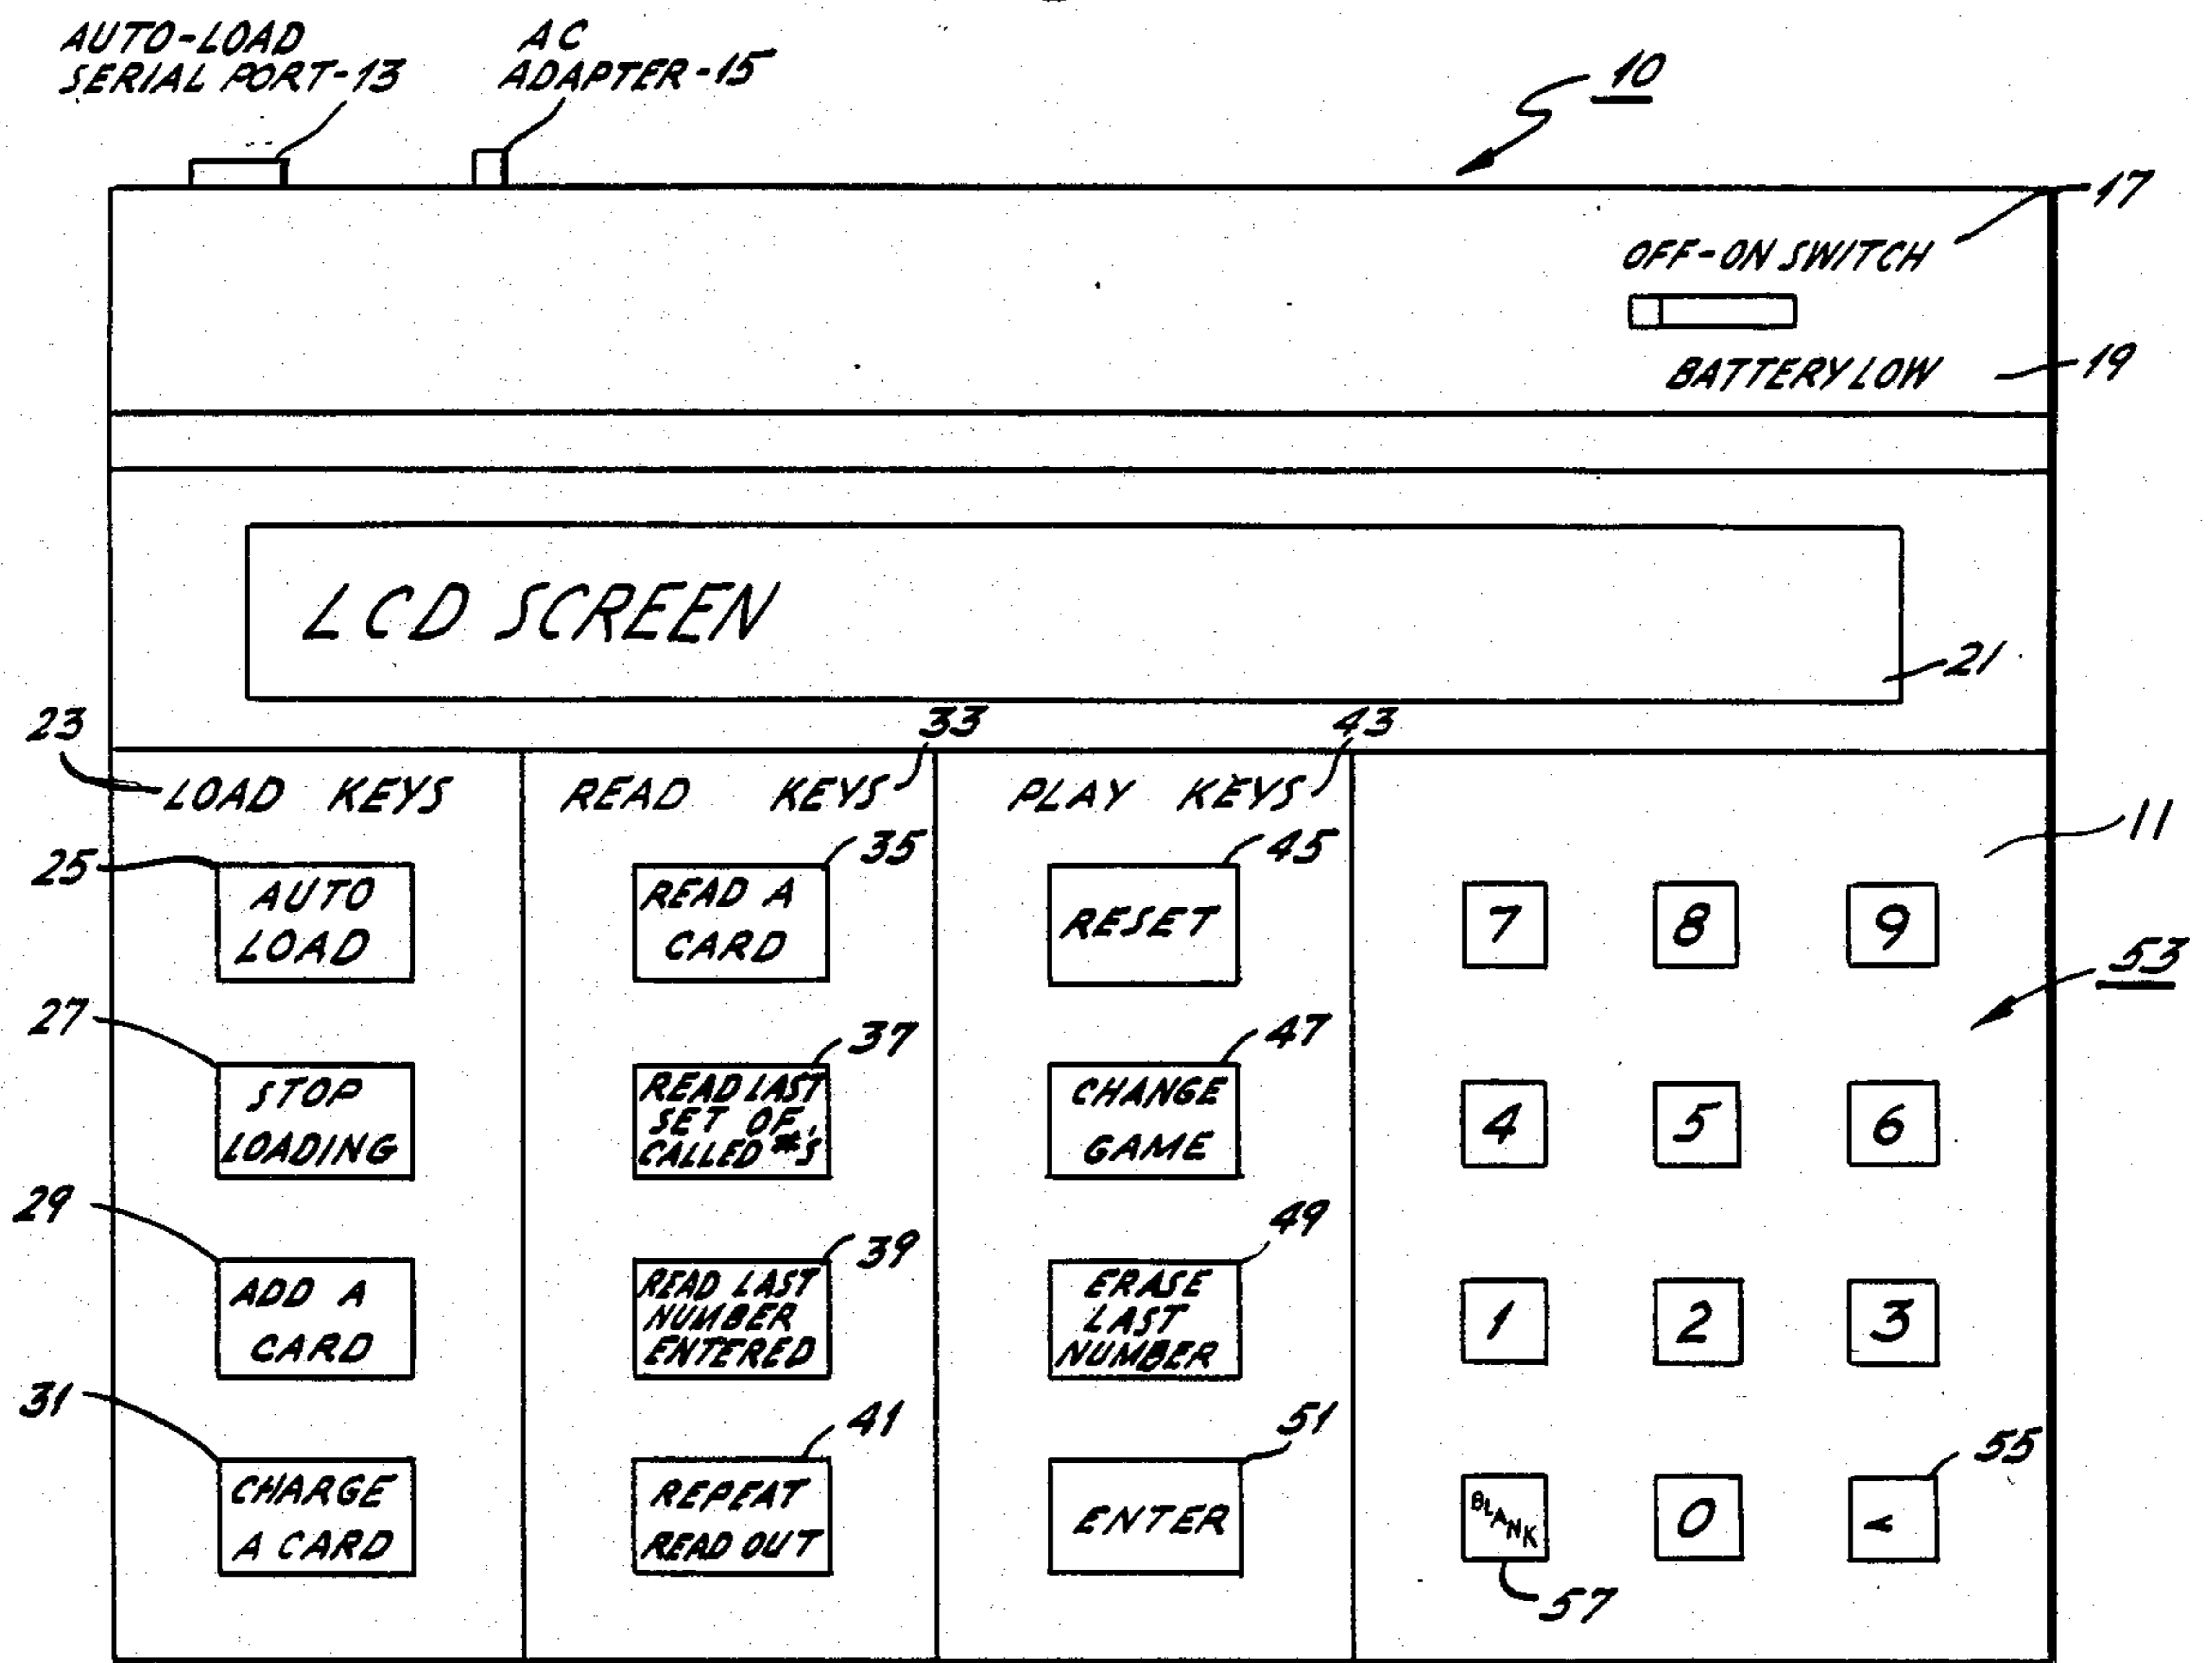 AUTO-LOAD
SERIAL PORT-13
AC
ADAPTER-15
10
17
OFF-ON SWITCH
BATTERY LOW
19
LCD SCREEN
21
23
33
43
LOAD KEYS
READ KEYS
PLAY KEYS
11
25
AUTO
LOAD
35
READ A
CARD
45
RESET
7
8
9
53
27
STOP
LOADING
37
READ LAST
SET OF
CALLED #'S
47
CHANGE
GAME
4
5
6
29
ADD A
CARD
39
READ LAST
NUMBER
ENTERED
49
ERASE
LAST
NUMBER
1
2
3
31
CHARGE
A CARD
41
REPEAT
READ OUT
51
ENTER
BLANK
57
0
<
55